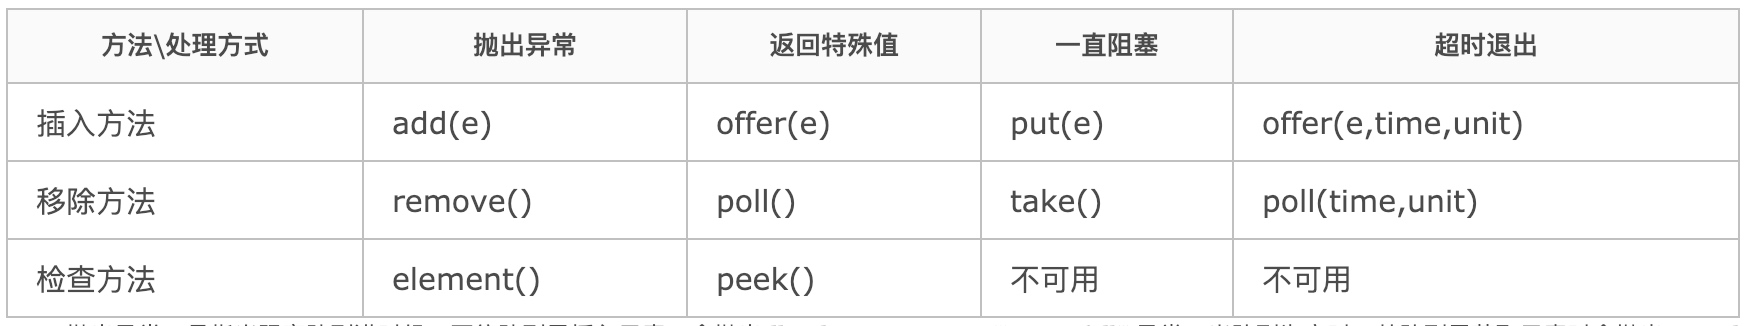 方法\处理方式 抛出异常 返回特殊值 一直阻塞 超时退出
插入方法 add(e) offer(e) put(e) offer(e,time,unit)
移除方法 remove() poll() take() poll(time,unit)
检查方法 element() peek() 不可用 不可用